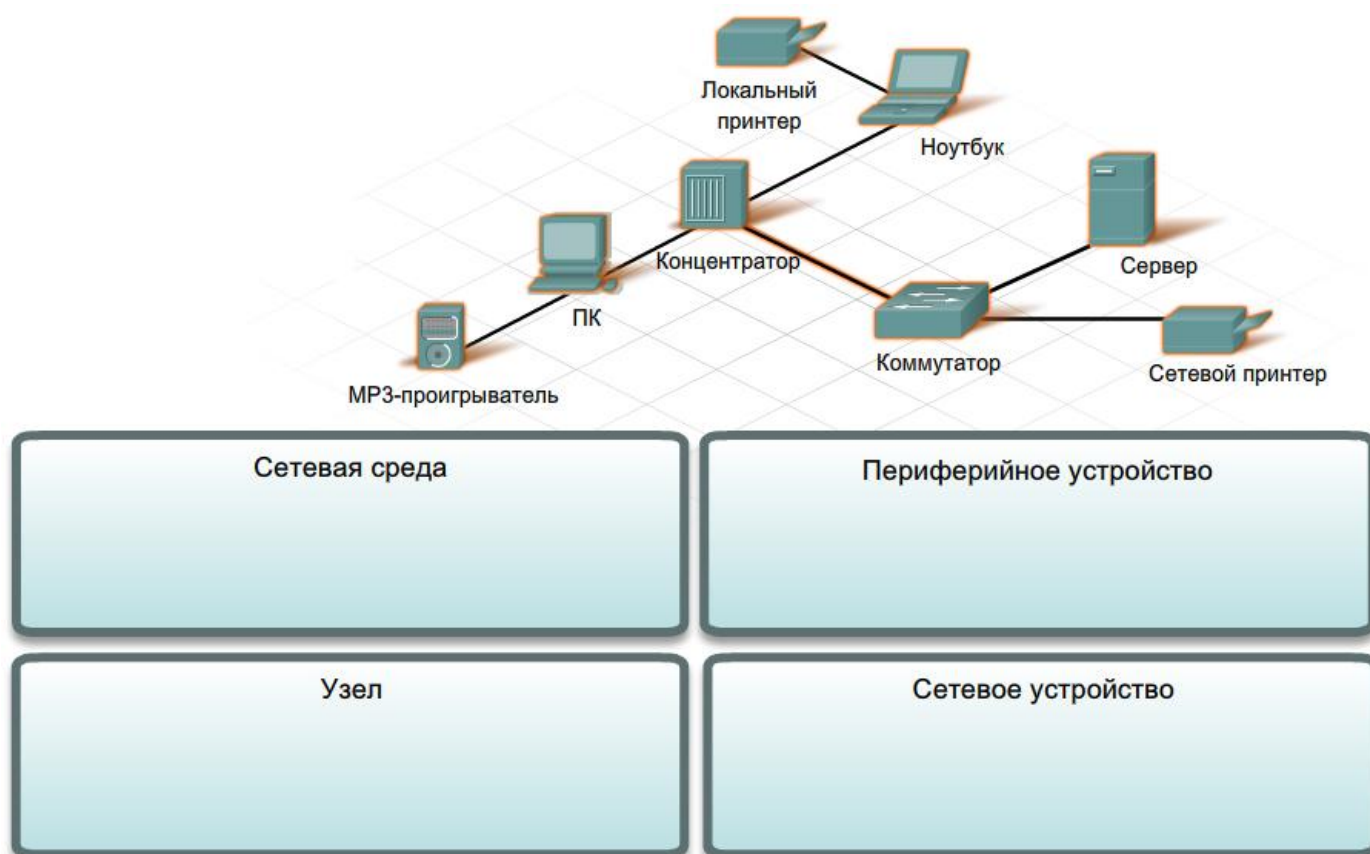 Локальный
принтер
Ноутбук
Концентратор
Сервер
ПК
Коммутатор
Сетевой принтер
MP3-проигрыватель
Сетевая среда
Периферийное устройство
Узел
Сетевое устройство